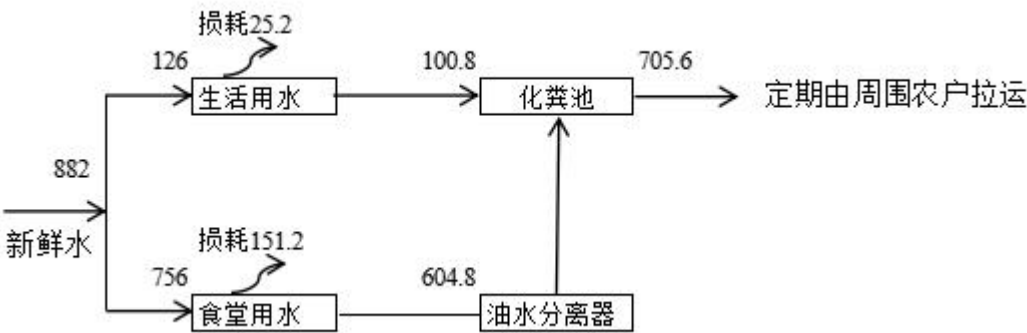 损耗25.2
126
100.8
705.6
生活用水
化粪池
定期由周围农户拉运
882
新鲜水
损耗151.2
756
604.8
食堂用水
油水分离器